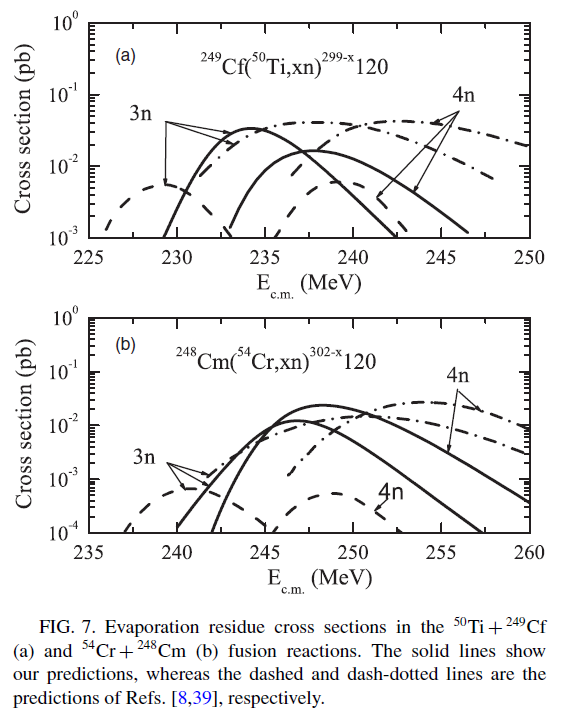 10⁰
(a)
²⁴⁹Cf(⁵⁰Ti,xn)²⁹⁹⁻ˣ120
10⁻¹
3n
4n
10⁻²
10⁻³
Cross section (pb)
225 230 235 240 245 250
E_c.m. (MeV)
10⁰
(b)
²⁴⁸Cm(⁵⁴Cr,xn)³⁰²⁻ˣ120
10⁻¹
4n
10⁻²
3n
10⁻³
4n
10⁻⁴
Cross section (pb)
235 240 245 250 255 260
E_c.m. (MeV)
FIG. 7. Evaporation residue cross sections in the ⁵⁰Ti + ²⁴⁹Cf
(a) and ⁵⁴Cr + ²⁴⁸Cm (b) fusion reactions. The solid lines show
our predictions, whereas the dashed and dash-dotted lines are the
predictions of Refs. [8,39], respectively.